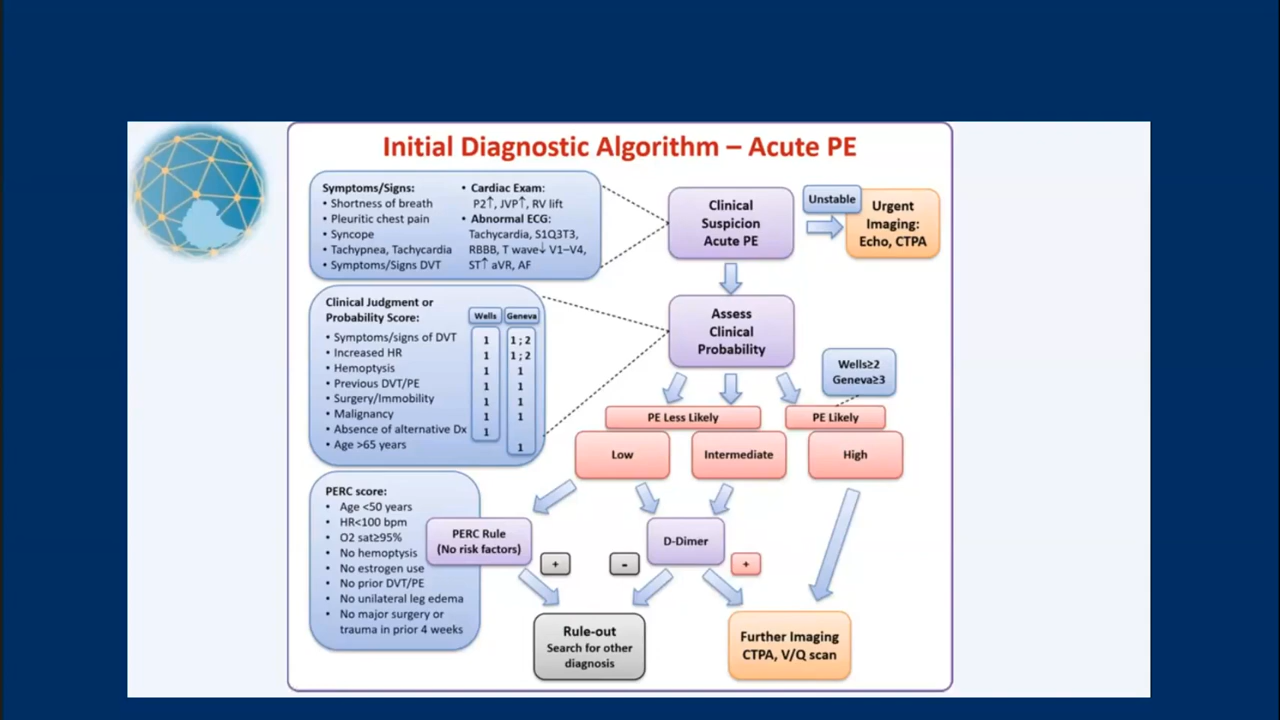 Initial Diagnostic Algorithm – Acute PE
Symptoms/Signs:
• Shortness of breath
• Pleuritic chest pain
• Syncope
• Tachypnea, Tachycardia
• Symptoms/Signs DVT
• Cardiac Exam:
P2↑, JVP↑, RV lift
• Abnormal ECG:
Tachycardia, S1Q3T3,
RBBB, T wave↓ V1–V4,
ST↑ aVR, AF
Clinical
Suspicion
Acute PE
Unstable
Urgent
Imaging:
Echo, CTPA
Clinical Judgment or
Probability Score:
Wells Geneva
• Symptoms/signs of DVT 1 1 ; 2
• Increased HR 1 1 ; 2
• Hemoptysis 1 1
• Previous DVT/PE 1 1
• Surgery/Immobility 1 1
• Malignancy 1 1
• Absence of alternative Dx 1
• Age >65 years 1
Assess
Clinical
Probability
Wells≥2
Geneva≥3
PE Less Likely
PE Likely
Low
Intermediate
High
PERC score:
• Age <50 years
• HR<100 bpm
• O2 sat≥95%
• No hemoptysis
• No estrogen use
• No prior DVT/PE
• No unilateral leg edema
• No major surgery or
trauma in prior 4 weeks
PERC Rule
(No risk factors)
D-Dimer
+
-
+
Rule-out
Search for other
diagnosis
Further Imaging
CTPA, V/Q scan